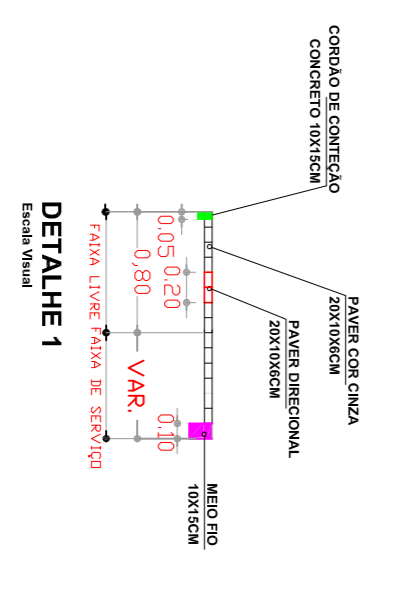 CORDÃO DE CONTEÇÃO
CONCRETO 10X15CM
PAVER COR CINZA
20X10X6CM
PAVER DIRECIONAL
20X10X6CM
MEIO FIO
10X15CM
0,05 0,20
0,10
0,80
VAR.
FAIXA LIVRE FAIXA DE SERVIÇO
DETALHE 1
Escala Visual